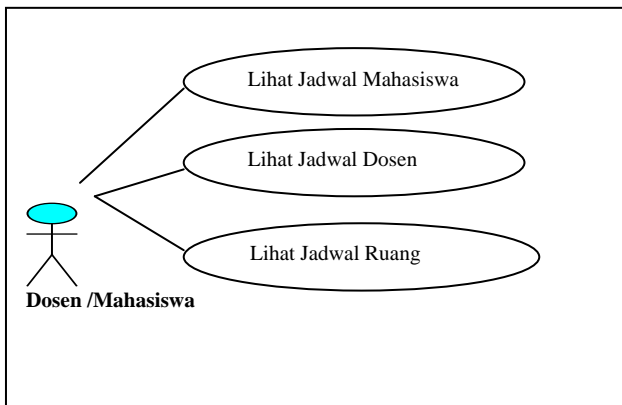 Lihat Jadwal Mahasiswa
Lihat Jadwal Dosen
Lihat Jadwal Ruang
Dosen /Mahasiswa